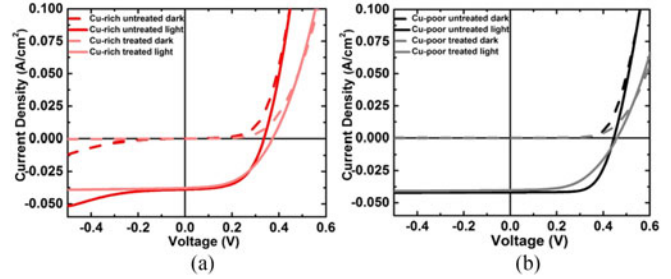 0.100
0.075
0.050
0.025
0.000
-0.025
-0.050
Current Density (A/cm²)
Cu-rich untreated dark
Cu-rich untreated light
Cu-rich treated dark
Cu-rich treated light
-0.4 -0.2 0.0 0.2 0.4 0.6
Voltage (V)
(a)
0.100
0.075
0.050
0.025
0.000
-0.025
-0.050
Current Density (A/cm²)
Cu-poor untreated dark
Cu-poor untreated light
Cu-poor treated dark
Cu-poor treated light
-0.4 -0.2 0.0 0.2 0.4 0.6
Voltage (V)
(b)